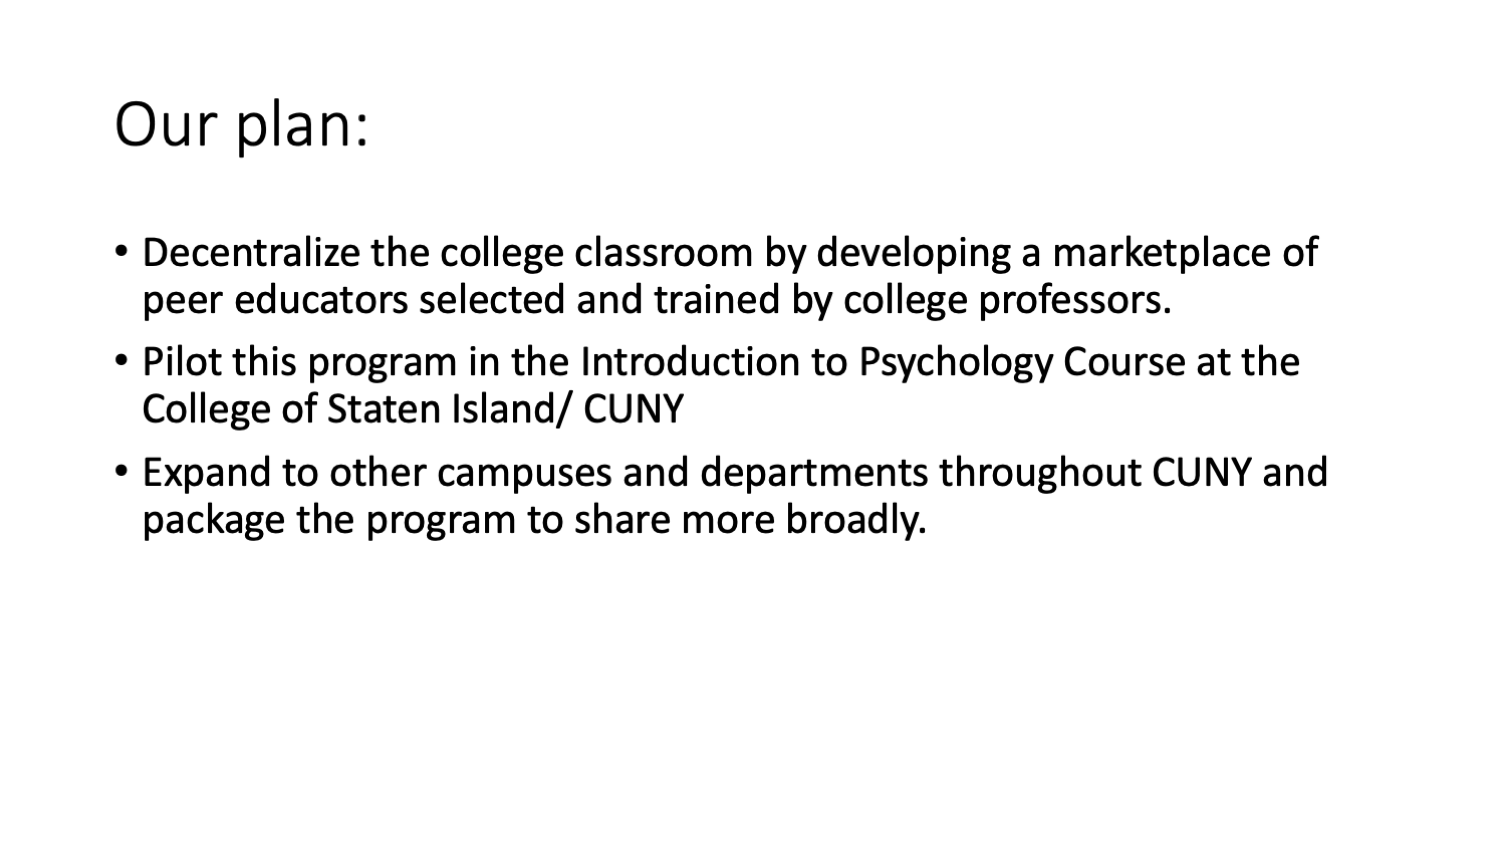 Our plan:
• Decentralize the college classroom by developing a marketplace of
peer educators selected and trained by college professors.
• Pilot this program in the Introduction to Psychology Course at the
College of Staten Island/ CUNY
• Expand to other campuses and departments throughout CUNY and
package the program to share more broadly.